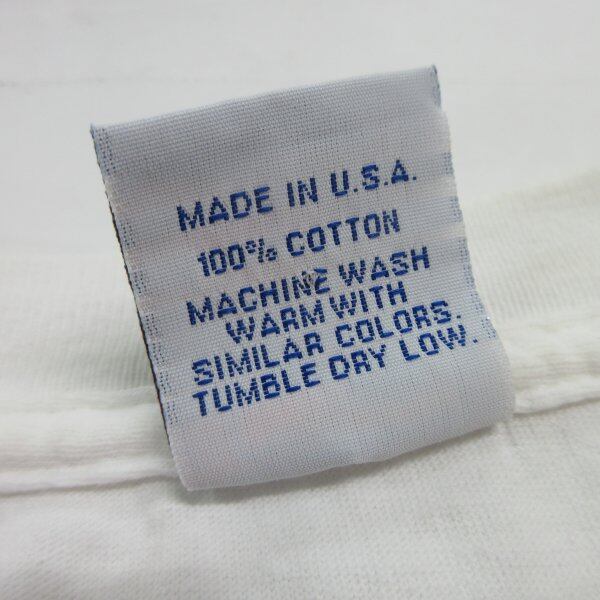 MADE IN U.S.A.
100% COTTON
MACHINE WASH
WARM WITH
SIMILAR COLORS.
TUMBLE DRY LOW.